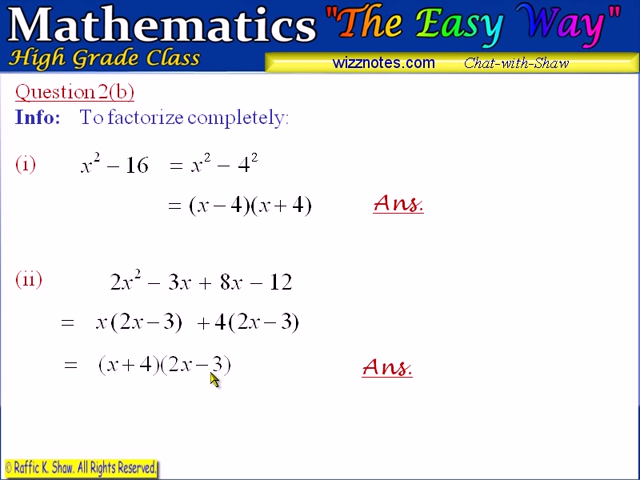 Mathematics "The Easy Way"
High Grade Class
wizznotes.com Chat-with-Shaw
Question 2(b)
Info: To factorize completely:
(i) x² − 16 = x² − 4²
= (x − 4)(x + 4) Ans.
(ii) 2x² − 3x + 8x − 12
= x(2x − 3) + 4(2x − 3)
= (x + 4)(2x − 3) Ans.
© Raffic K. Shaw. All Rights Reserved.